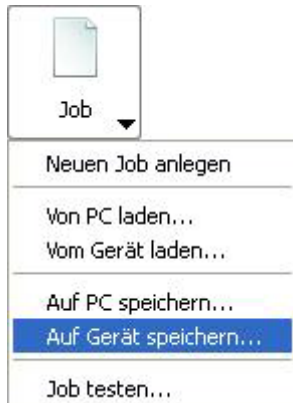 Job
Neuen Job anlegen
Von PC laden...
Vom Gerät laden...
Auf PC speichern...
Auf Gerät speichern...
Job testen...